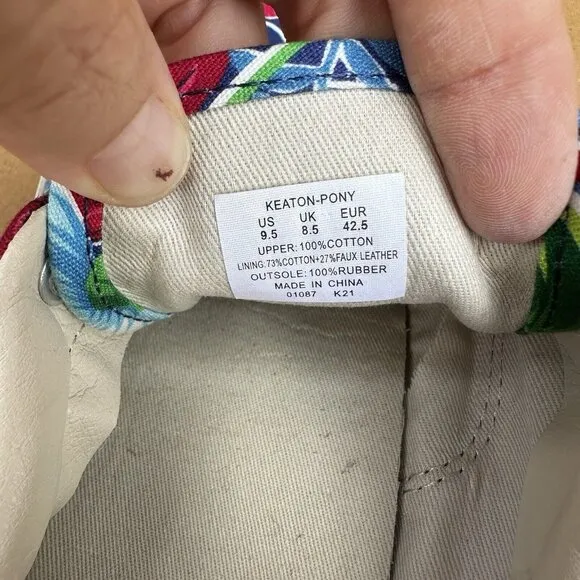 KEATON-PONY
US UK EUR
9.5 8.5 42.5
UPPER: 100%COTTON
LINING:73%COTTON+27%FAUX LEATHER
OUTSOLE: 100%RUBBER
MADE IN CHINA
01087 K21